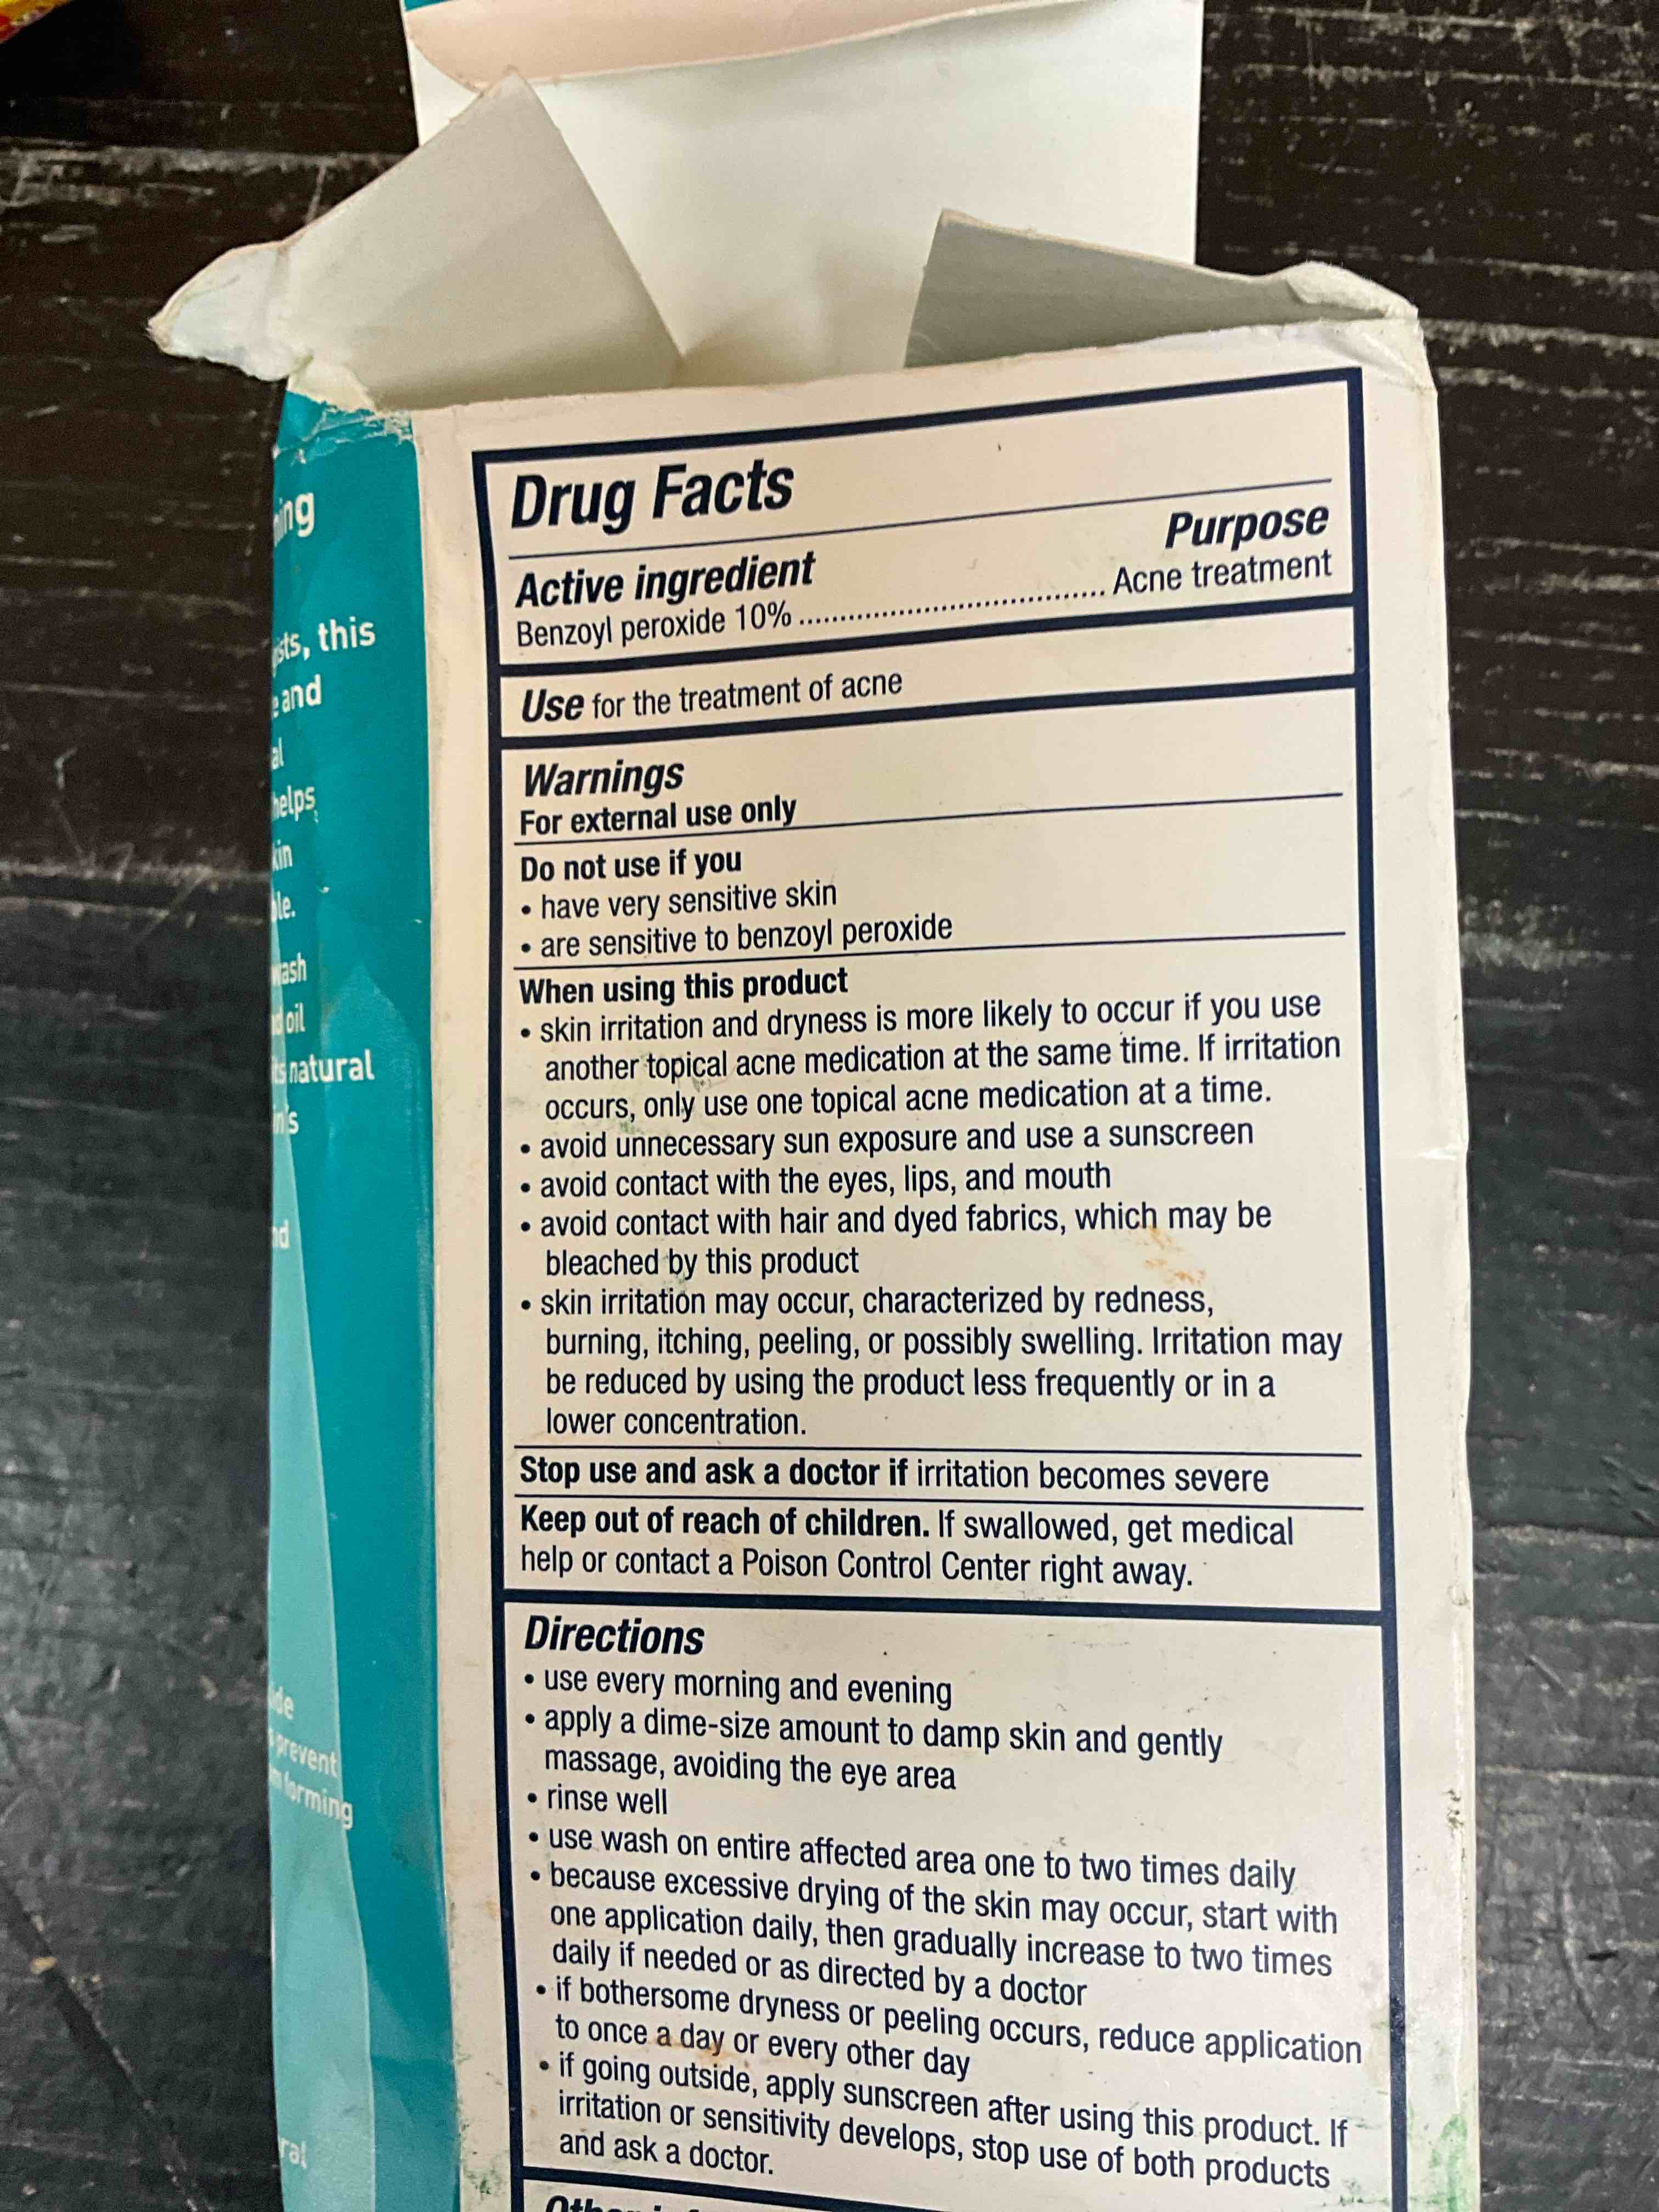 Drug Facts
Active ingredient Purpose
Benzoyl peroxide 10% .................................... Acne treatment
Use for the treatment of acne
Warnings
For external use only
Do not use if you
• have very sensitive skin
• are sensitive to benzoyl peroxide
When using this product
• skin irritation and dryness is more likely to occur if you use
another topical acne medication at the same time. If irritation
occurs, only use one topical acne medication at a time.
• avoid unnecessary sun exposure and use a sunscreen
• avoid contact with the eyes, lips, and mouth
• avoid contact with hair and dyed fabrics, which may be
bleached by this product
• skin irritation may occur, characterized by redness,
burning, itching, peeling, or possibly swelling. Irritation may
be reduced by using the product less frequently or in a
lower concentration.
Stop use and ask a doctor if irritation becomes severe
Keep out of reach of children. If swallowed, get medical
help or contact a Poison Control Center right away.
Directions
• use every morning and evening
• apply a dime-size amount to damp skin and gently
massage, avoiding the eye area
• rinse well
• use wash on entire affected area one to two times daily
• because excessive drying of the skin may occur, start with
one application daily, then gradually increase to two times
daily if needed or as directed by a doctor
• if bothersome dryness or peeling occurs, reduce application
to once a day or every other day
• if going outside, apply sunscreen after using this product. If
irritation or sensitivity develops, stop use of both products
and ask a doctor.
this
and
helps
wash
oil
natural
prevent
forming